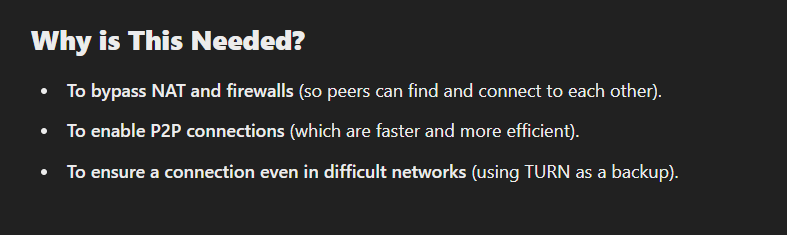 Why is This Needed?
• To bypass NAT and firewalls (so peers can find and connect to each other).
• To enable P2P connections (which are faster and more efficient).
• To ensure a connection even in difficult networks (using TURN as a backup).